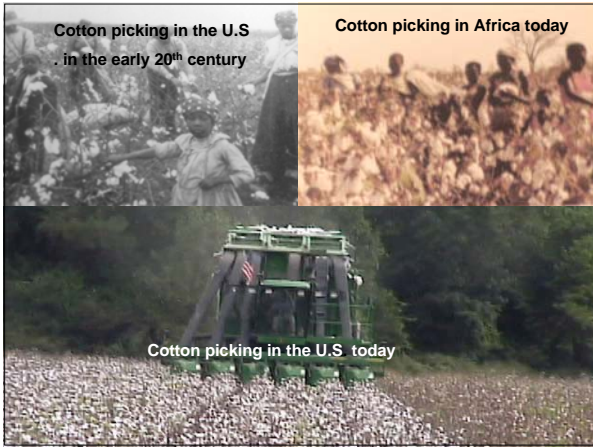 Cotton picking in the U.S
. in the early 20th century
Cotton picking in Africa today
Cotton picking in the U.S today